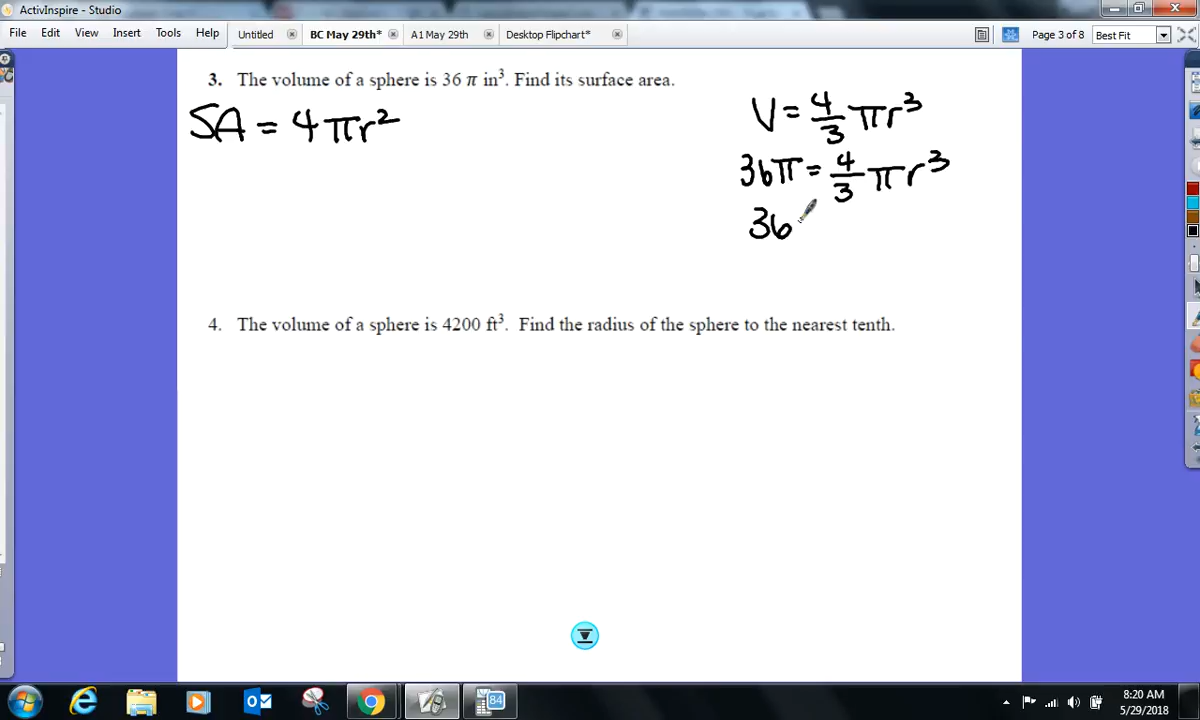 ActivInspire - Studio
File Edit View Insert Tools Help
Untitled
BC May 29th*
A1 May 29th
Desktop Flipchart*
Page 3 of 8
Best Fit
3. The volume of a sphere is 36 π in³. Find its surface area.
SA = 4πr²
V = 4/3 πr³
36π = 4/3 πr³
36
4. The volume of a sphere is 4200 ft³. Find the radius of the sphere to the nearest tenth.
84
8:20 AM
5/29/2018